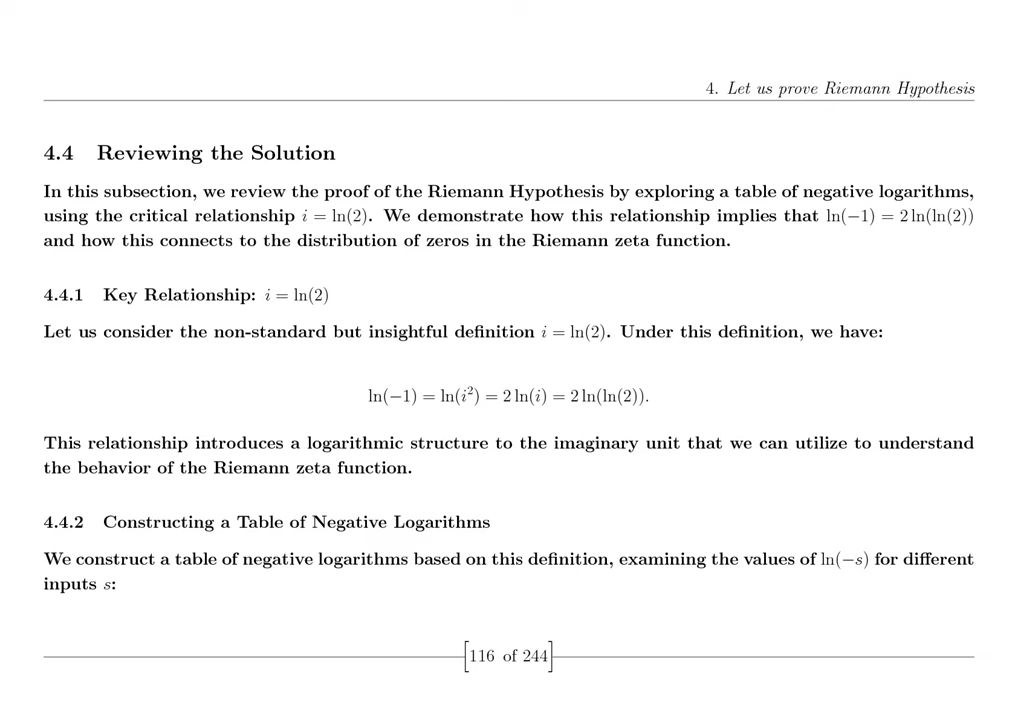 4. Let us prove Riemann Hypothesis
4.4 Reviewing the Solution
In this subsection, we review the proof of the Riemann Hypothesis by exploring a table of negative logarithms,
using the critical relationship i = ln(2). We demonstrate how this relationship implies that ln(−1) = 2 ln(ln(2))
and how this connects to the distribution of zeros in the Riemann zeta function.
4.4.1 Key Relationship: i = ln(2)
Let us consider the non-standard but insightful definition i = ln(2). Under this definition, we have:
ln(−1) = ln(i²) = 2 ln(i) = 2 ln(ln(2)).
This relationship introduces a logarithmic structure to the imaginary unit that we can utilize to understand
the behavior of the Riemann zeta function.
4.4.2 Constructing a Table of Negative Logarithms
We construct a table of negative logarithms based on this definition, examining the values of ln(−s) for different
inputs s:
[116 of 244]